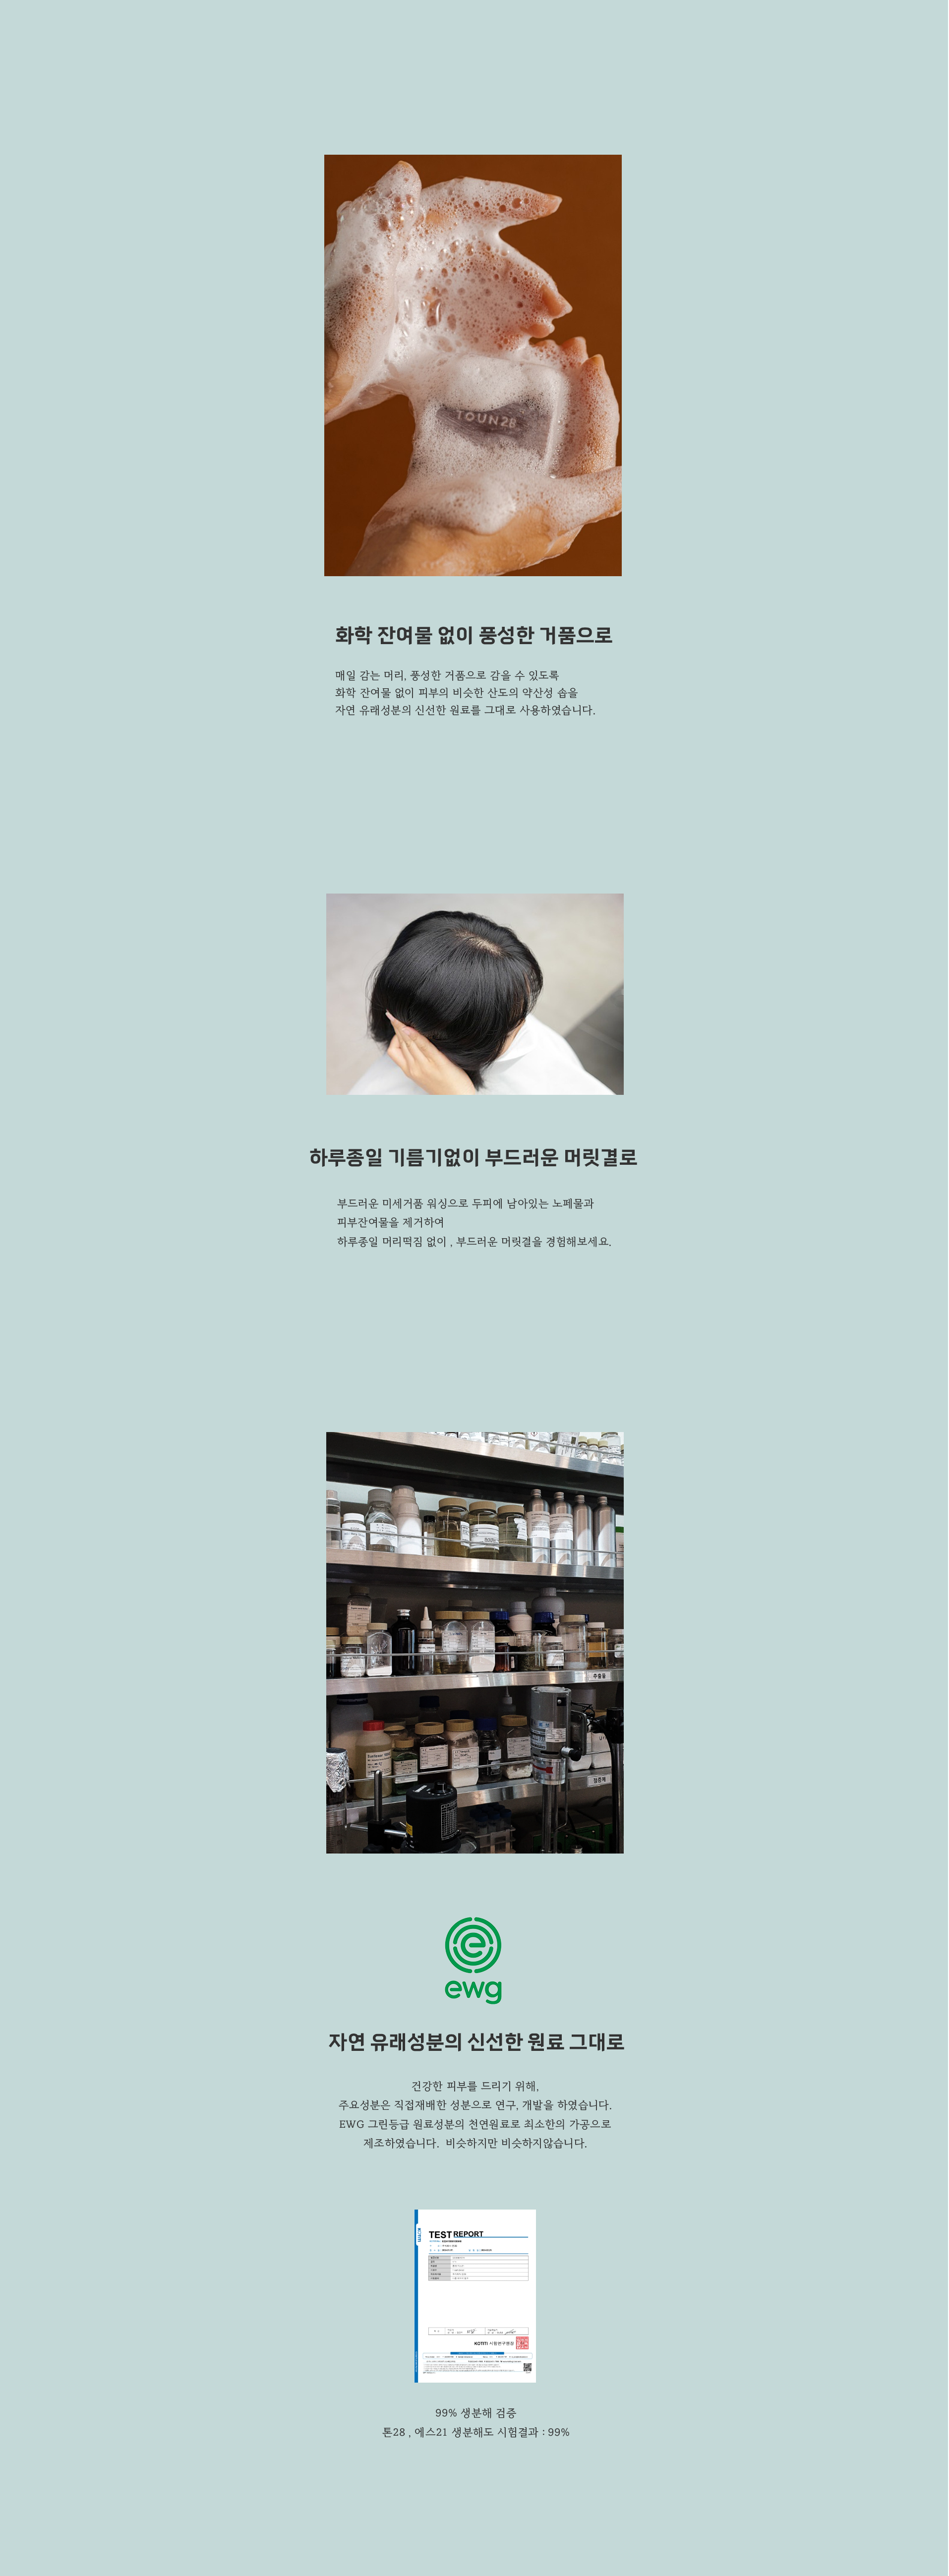 TOUN28
화학 잔여물 없이 풍성한 거품으로
매일 감는 머리, 풍성한 거품으로 감을 수 있도록
화학 잔여물 없이 피부의 비슷한 산도의 약산성 솝을
자연 유래성분의 신선한 원료를 그대로 사용하였습니다.
하루종일 기름기없이 부드러운 머릿결로
부드러운 미세거품 워싱으로 두피에 남아있는 노폐물과
피부잔여물을 제거하여
하루종일 머리떡짐 없이 , 부드러운 머릿결을 경험해보세요.
추출물
ewg
자연 유래성분의 신선한 원료 그대로
건강한 피부를 드리기 위해,
주요성분은 직접재배한 성분으로 연구, 개발을 하였습니다.
EWG 그린등급 원료성분의 천연원료로 최소한의 가공으로
제조하였습니다. 비슷하지만 비슷하지않습니다.
TEST REPORT
KOTITI 시험연구원장
99% 생분해 검증
톤28 , 에스21 생분해도 시험결과 : 99%